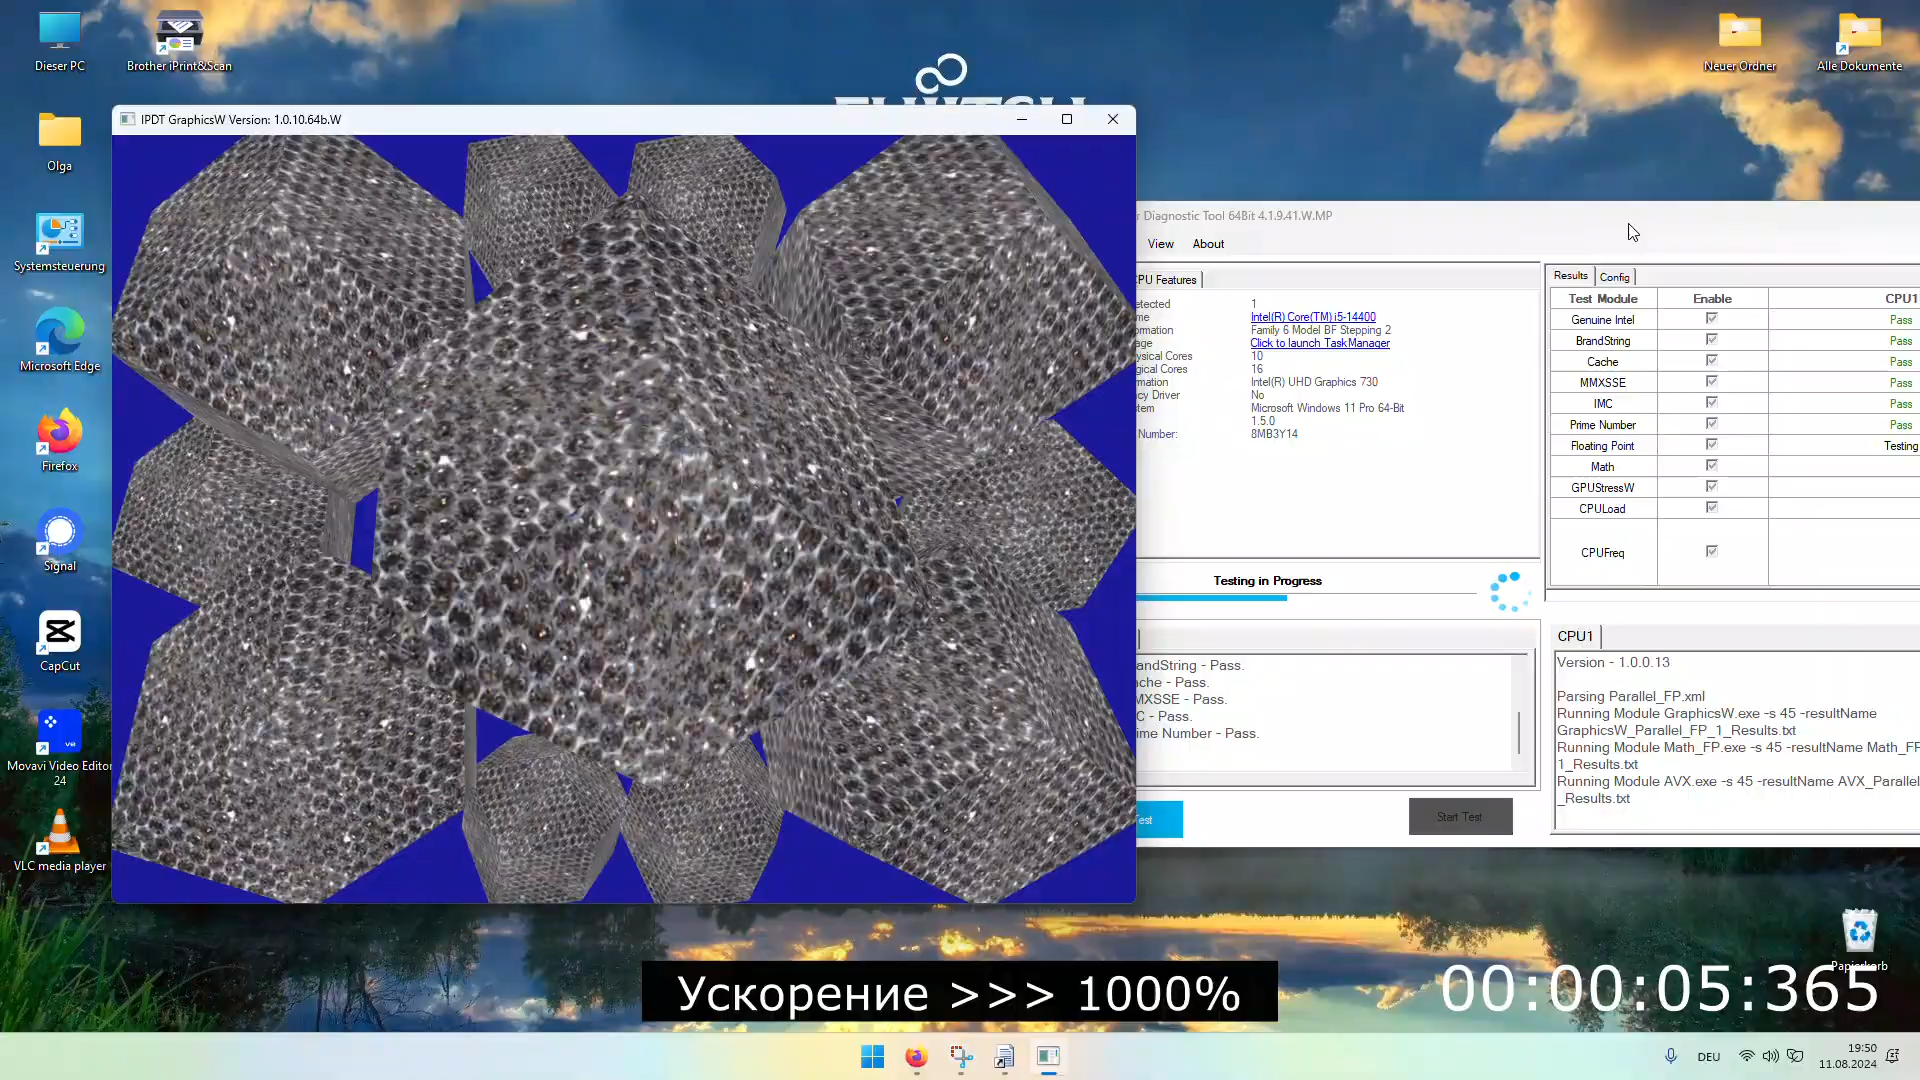 Dieser PC
Brother iPrint&Scan
Neuer Ordner
Alle Dokumente
Olga
Systemsteuerung
Microsoft Edge
Firefox
Signal
CapCut
Movavi Video Editor
24
VLC media player
IPDT GraphicsW Version: 1.0.10.64b.W
r Diagnostic Tool 64Bit 4.1.9.41.W.MP
View About
CPU Features
etected 1
me Intel(R) Core(TM) i5-14400
ormation Family 6 Model BF Stepping 2
age Click to launch TaskManager
ysical Cores 10
gical Cores 16
rmation Intel(R) UHD Graphics 730
ncy Driver No
tem Microsoft Windows 11 Pro 64-Bit
1.5.0
Number: 8MB3Y14
Testing in Progress
andString - Pass.
che - Pass.
MXSSE - Pass.
C - Pass.
ime Number - Pass.
Test
Start Test
Results Config
Test Module Enable CPU1
Genuine Intel Pass
BrandString Pass
Cache Pass
MMXSSE Pass
IMC Pass
Prime Number Pass
Floating Point Testing
Math
GPUStressW
CPULoad
CPUFreq
CPU1
Version - 1.0.0.13
Parsing Parallel_FP.xml
Running Module GraphicsW.exe -s 45 -resultName
GraphicsW_Parallel_FP_1_Results.txt
Running Module Math_FP.exe -s 45 -resultName Math_FP
1_Results.txt
Running Module AVX.exe -s 45 -resultName AVX_Parallel
_Results.txt
Papierkorb
Ускорение >>> 1000%
00:00:05:365
DEU
19:50
11.08.2024